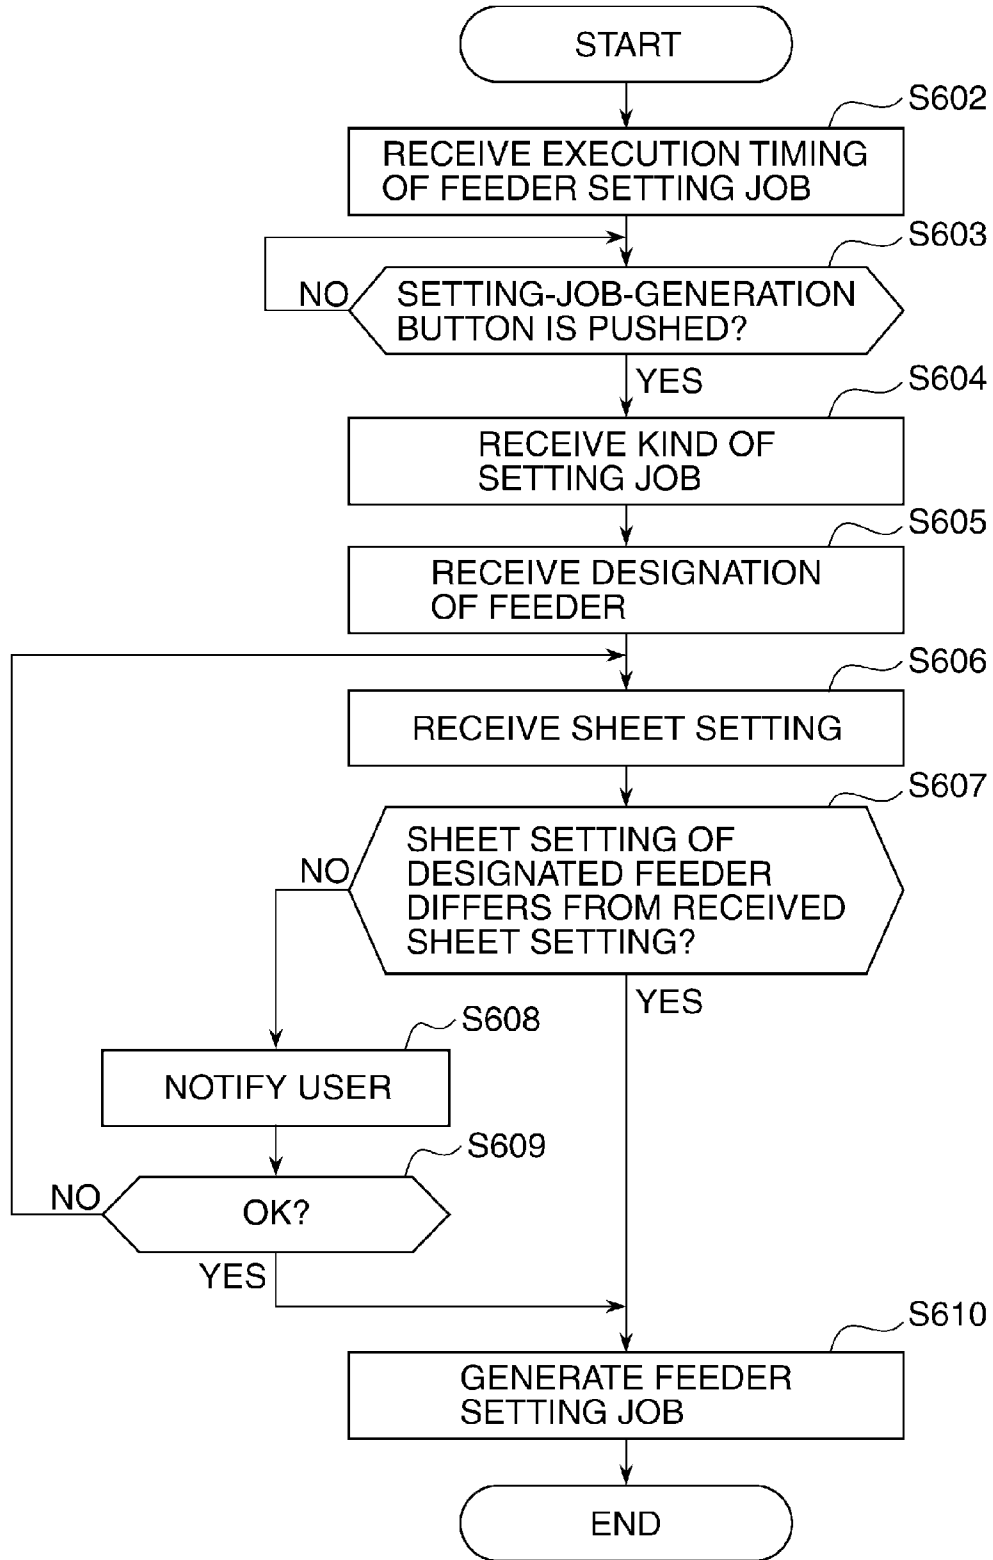 START
S602
RECEIVE EXECUTION TIMING
OF FEEDER SETTING JOB
S603
NO
SETTING-JOB-GENERATION
BUTTON IS PUSHED?
YES
S604
RECEIVE KIND OF
SETTING JOB
S605
RECEIVE DESIGNATION
OF FEEDER
S606
RECEIVE SHEET SETTING
S607
NO
SHEET SETTING OF
DESIGNATED FEEDER
DIFFERS FROM RECEIVED
SHEET SETTING?
YES
S608
NOTIFY USER
S609
NO
OK?
YES
S610
GENERATE FEEDER
SETTING JOB
END